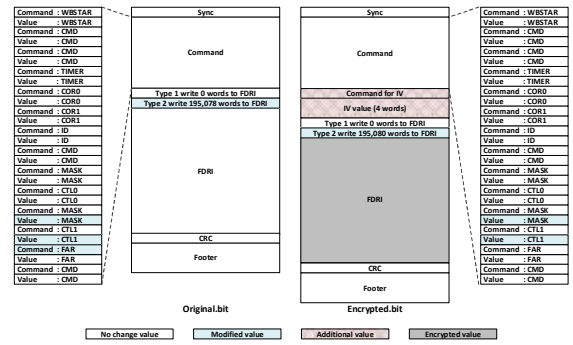 Command : WBSTAR
Value : WBSTAR
Command : CMD
Value : CMD
Command : CMD
Value : CMD
Command : TIMER
Value : TIMER
Command : COR0
Value : COR0
Command : COR1
Value : COR1
Command : ID
Value : ID
Command : CMD
Value : CMD
Command : MASK
Value : MASK
Command : CTL0
Value : CTL0
Command : MASK
Value : MASK
Command : CTL1
Value : CTL1
Command : FAR
Value : FAR
Command : CMD
Value : CMD
Sync
Command
Type 1 write 0 words to FDRI
Type 2 write 195,078 words to FDRI
FDRI
CRC
Footer
Original.bit
Sync
Command
Command for IV
IV value (4 words)
Type 1 write 0 words to FDRI
Type 2 write 195,080 words to FDRI
FDRI
CRC
Footer
Encrypted.bit
Command : WBSTAR
Value : WBSTAR
Command : CMD
Value : CMD
Command : CMD
Value : CMD
Command : TIMER
Value : TIMER
Command : COR0
Value : COR0
Command : COR1
Value : COR1
Command : ID
Value : ID
Command : CMD
Value : CMD
Command : MASK
Value : MASK
Command : CTL0
Value : CTL0
Command : MASK
Value : MASK
Command : CTL1
Value : CTL1
Command : FAR
Value : FAR
Command : CMD
Value : CMD
No change value
Modified value
Additional value
Encrypted value